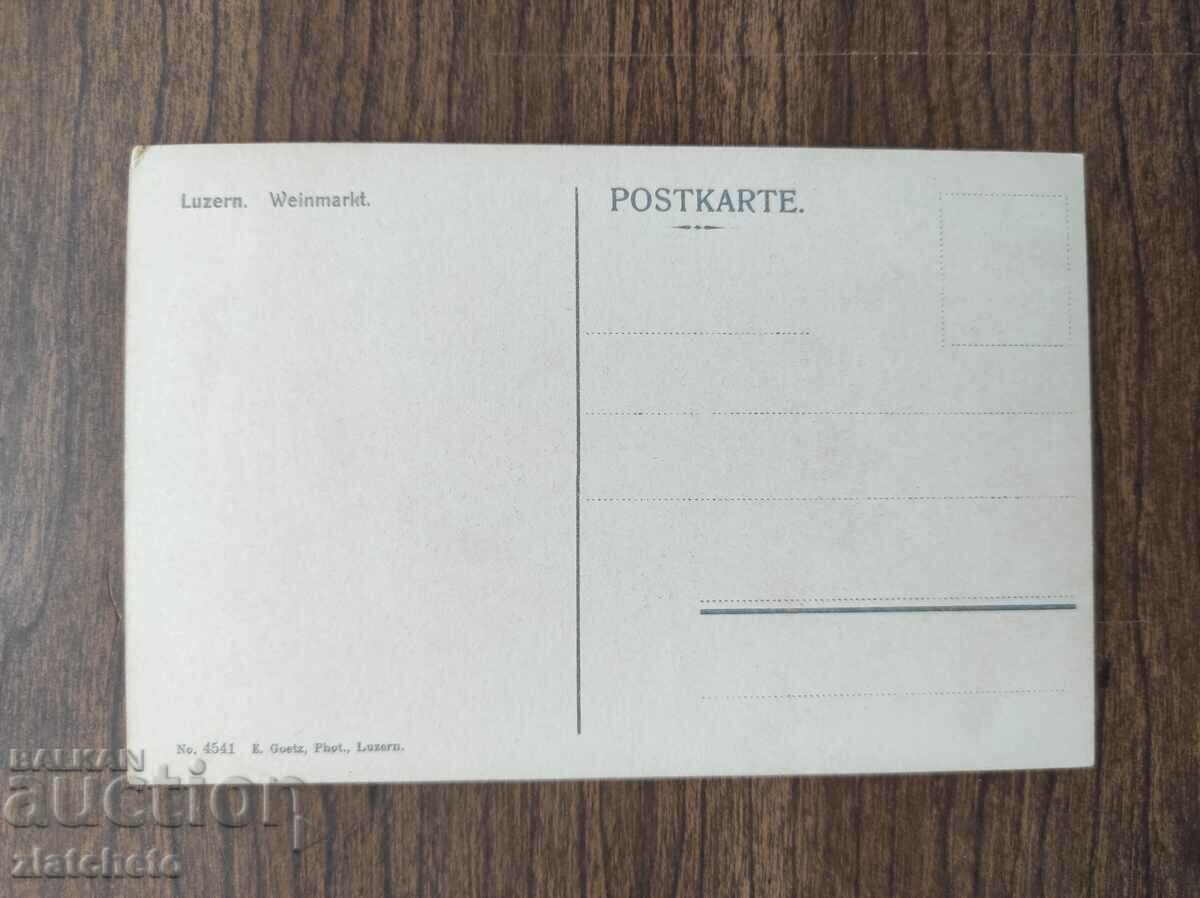 Luzern. Weinmarkt.
POSTKARTE.
No. 4541 E. Goetz, Phot., Luzern.
BALKAN
auction
zlatcheto